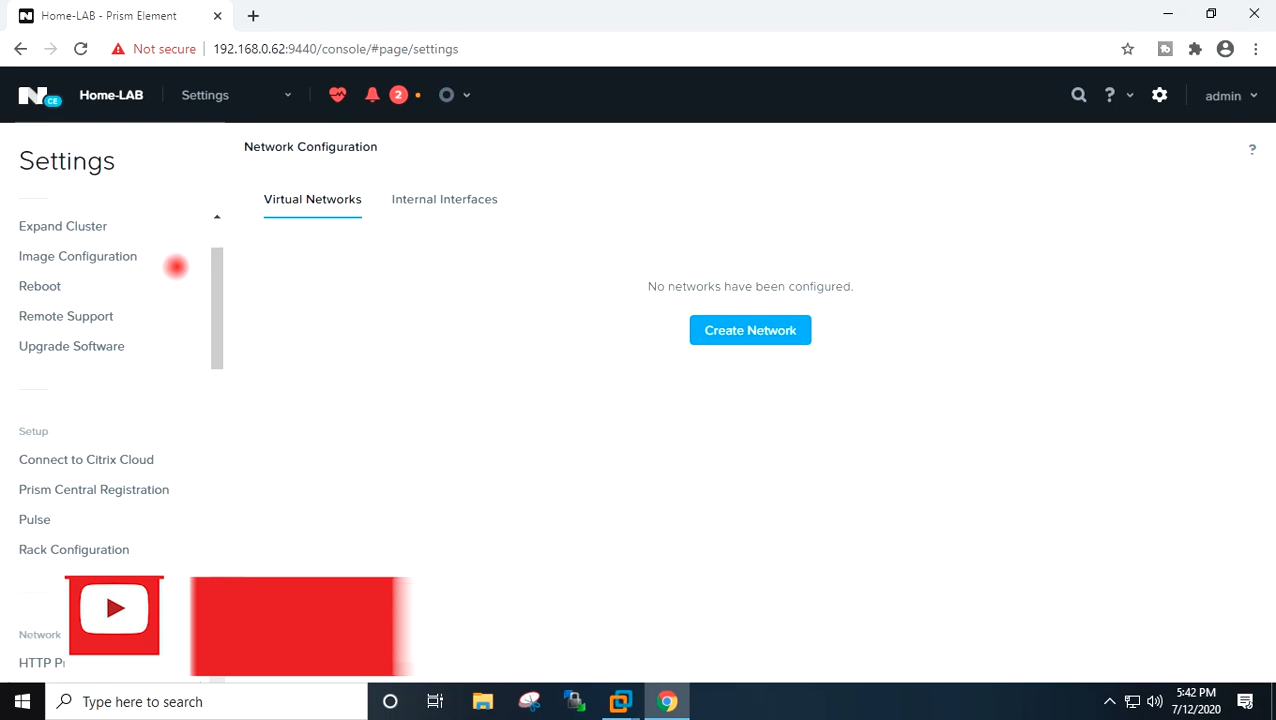 Home-LAB - Prism Element
Not secure
192.168.0.62:9440/console/#page/settings
N CE
Home-LAB
Settings
2
?
admin
Settings
Expand Cluster
Image Configuration
Reboot
Remote Support
Upgrade Software
Setup
Connect to Citrix Cloud
Prism Central Registration
Pulse
Rack Configuration
Network
HTTP P
Network Configuration
?
Virtual Networks
Internal Interfaces
No networks have been configured.
Create Network
Type here to search
5:42 PM
7/12/2020